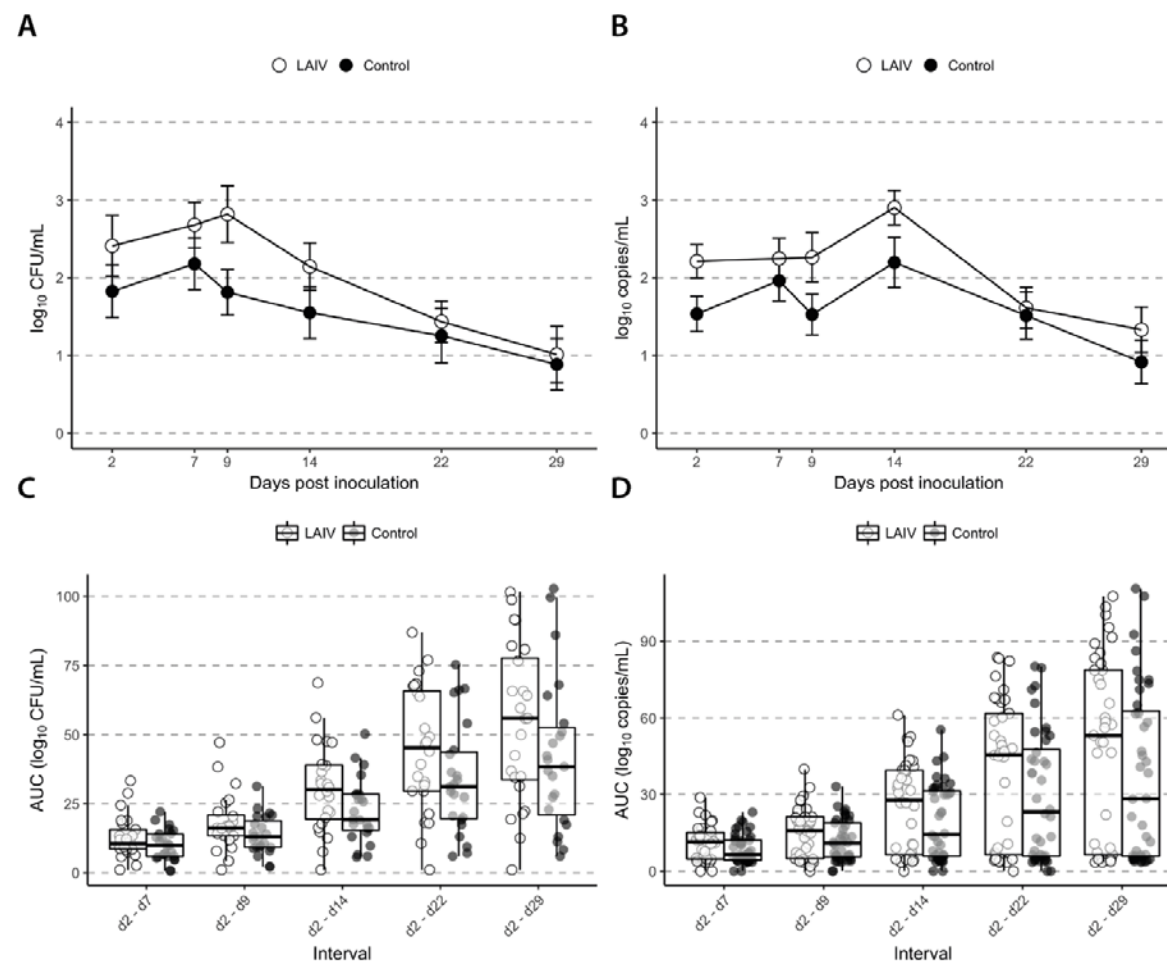 A
LAIV Control
log10 CFU/mL
4
3
2
1
0
2 7 9 14 22 29
Days post inoculation
B
LAIV Control
log10 copies/mL
4
3
2
1
0
2 7 9 14 22 29
Days post inoculation
C
LAIV Control
AUC (log10 CFU/mL)
100
75
50
25
0
d2 - d7 d2 - d9 d2 - d14 d2 - d22 d2 - d29
Interval
D
LAIV Control
AUC (log10 copies/mL)
90
60
30
0
d2 - d7 d2 - d9 d2 - d14 d2 - d22 d2 - d29
Interval